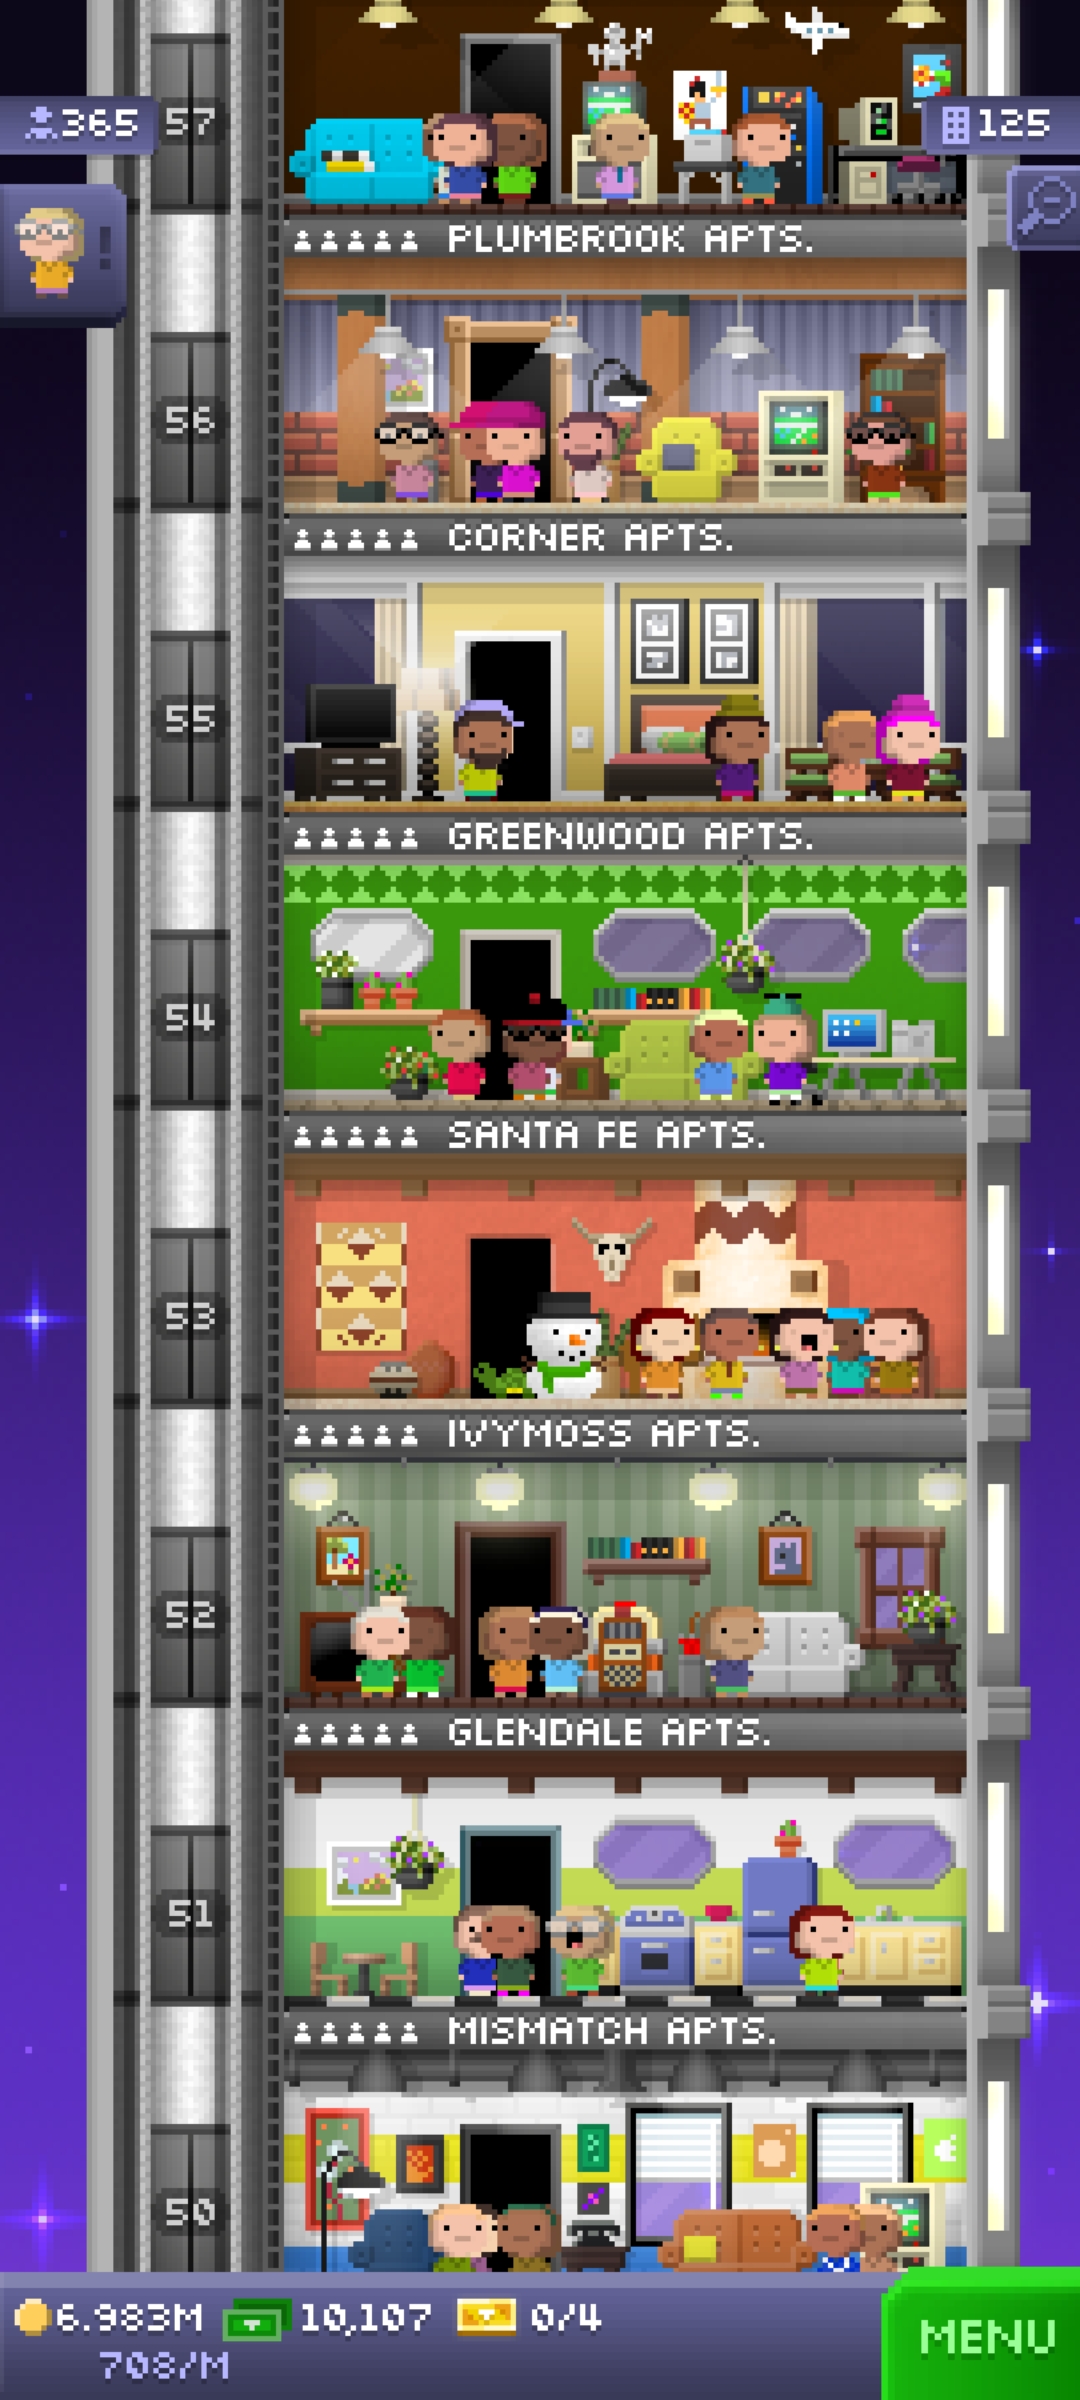 57
365
125
!
PLUMBROOK APTS.
56
CORNER APTS.
55
GREENWOOD APTS.
54
SANTA FE APTS.
53
IVYMOSS APTS.
52
GLENDALE APTS.
51
MISMATCH APTS.
50
6.983M 10,107 0/4
708/M
MENU